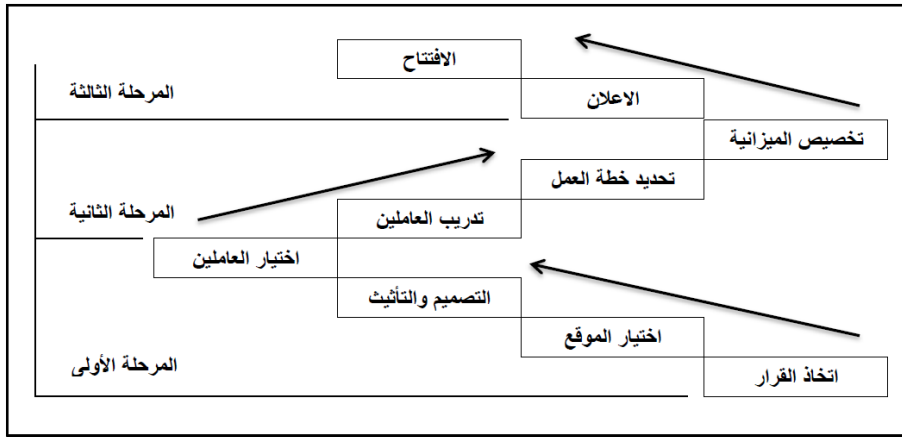 الافتتاح
المرحلة الثالثة
الاعلان
تخصيص الميزانية
تحديد خطة العمل
المرحلة الثانية
تدريب العاملين
اختيار العاملين
التصميم والتأثيث
اختيار الموقع
المرحلة الأولى
اتخاذ القرار